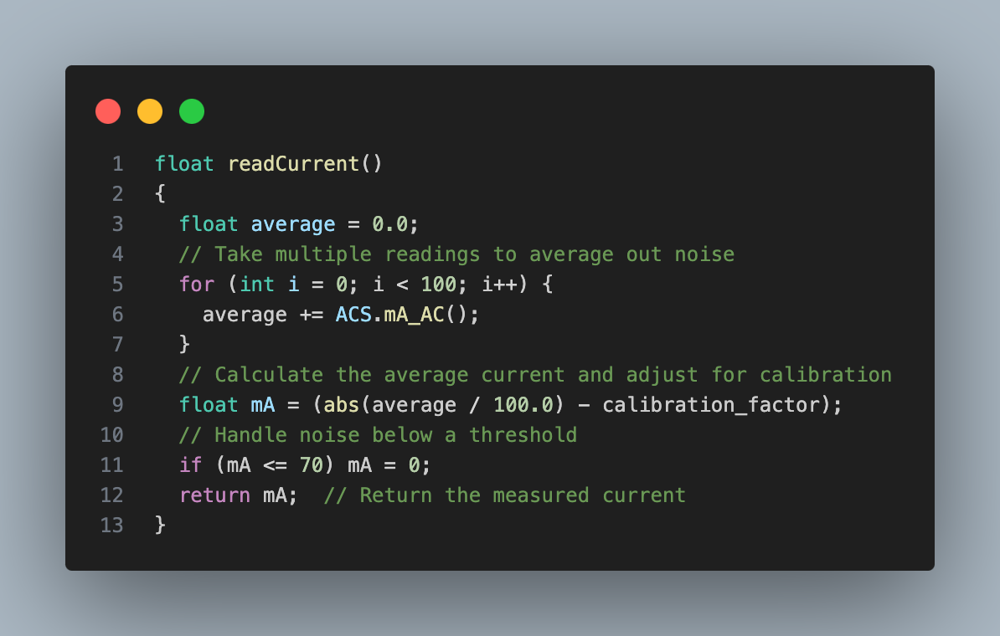 1 float readCurrent()
2 {
3   float average = 0.0;
4   // Take multiple readings to average out noise
5   for (int i = 0; i < 100; i++) {
6     average += ACS.mA_AC();
7   }
8   // Calculate the average current and adjust for calibration
9   float mA = (abs(average / 100.0) - calibration_factor);
10   // Handle noise below a threshold
11   if (mA <= 70) mA = 0;
12   return mA;  // Return the measured current
13 }